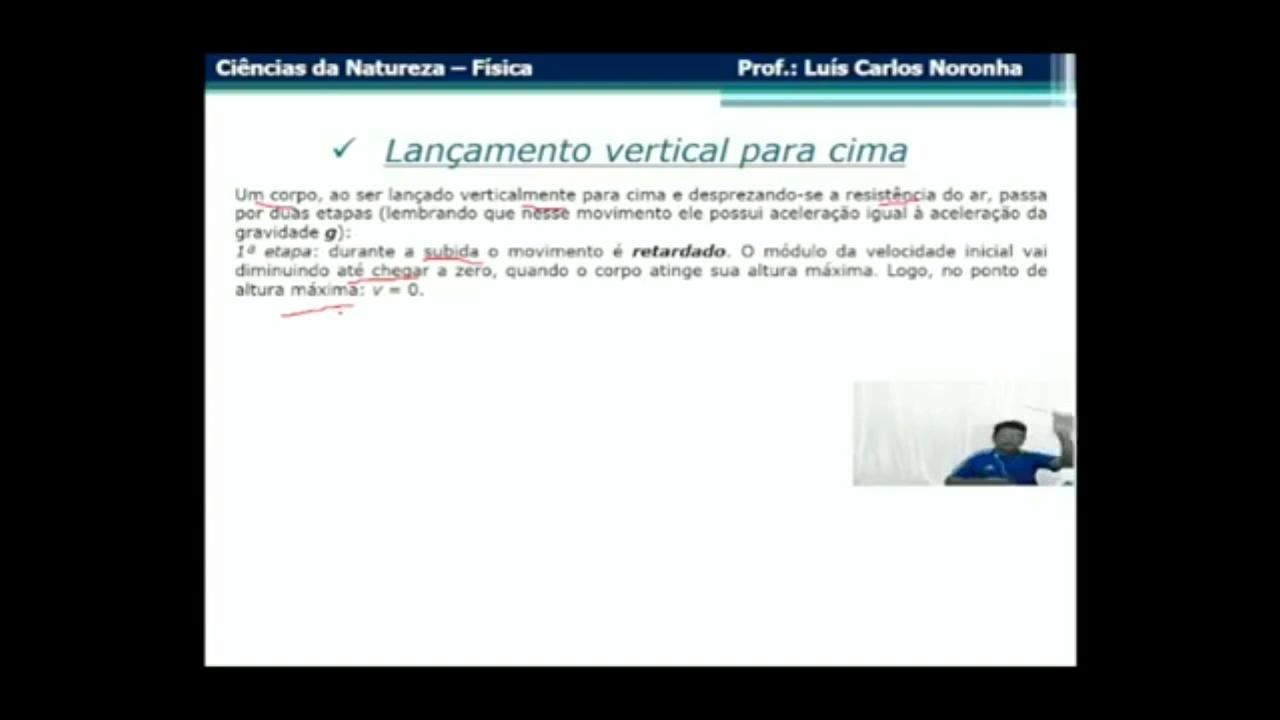 Ciências da Natureza – Física Prof.: Luís Carlos Noronha
✓ Lançamento vertical para cima
Um corpo, ao ser lançado verticalmente para cima e desprezando-se a resistência do ar, passa
por duas etapas (lembrando que nesse movimento ele possui aceleração igual à aceleração da
gravidade g):
1ª etapa: durante a subida o movimento é retardado. O módulo da velocidade inicial vai
diminuindo até chegar a zero, quando o corpo atinge sua altura máxima. Logo, no ponto de
altura máxima: v = 0.